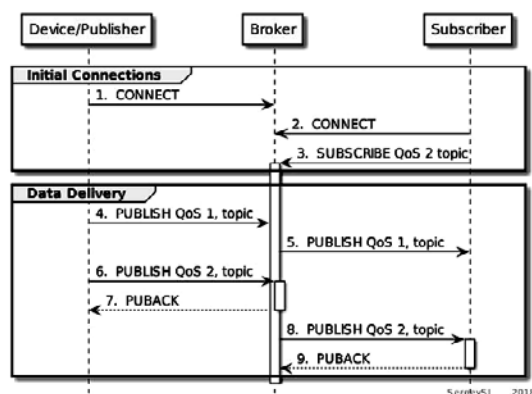 Device/Publisher Broker Subscriber
Initial Connections
1. CONNECT
2. CONNECT
3. SUBSCRIBE QoS 2 topic
Data Delivery
4. PUBLISH QoS 1, topic
5. PUBLISH QoS 1, topic
6. PUBLISH QoS 2, topic
7. PUBACK
8. PUBLISH QoS 2, topic
9. PUBACK